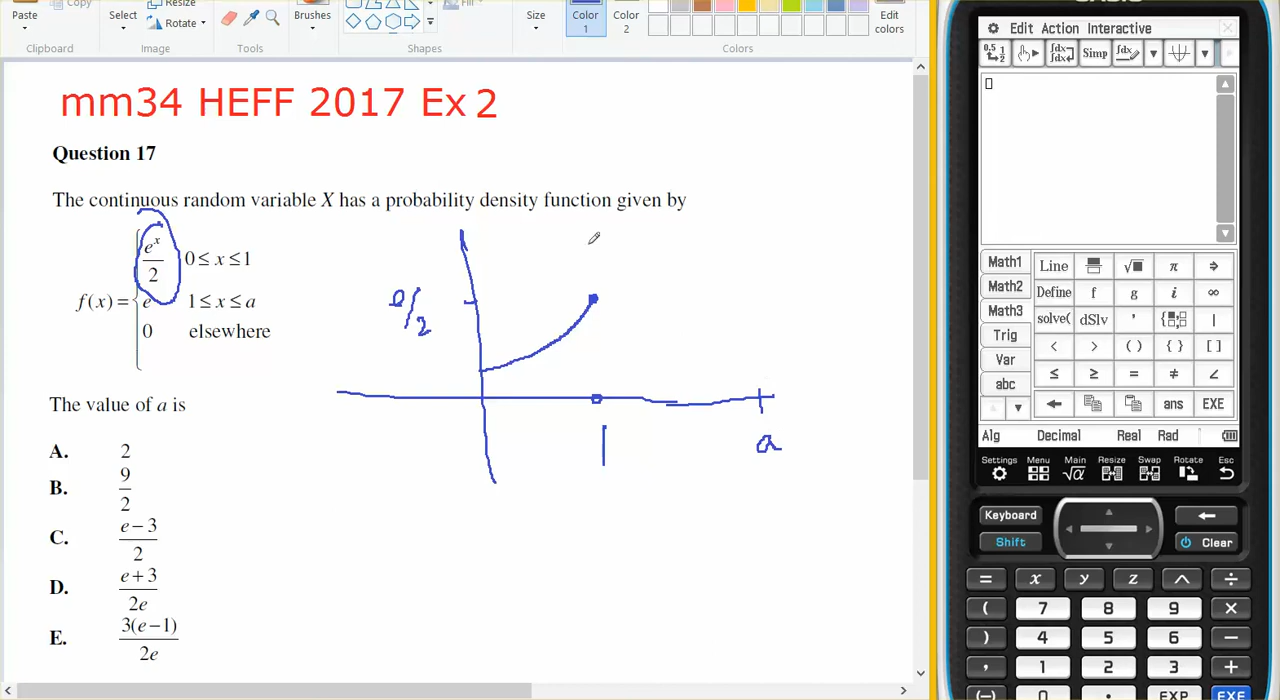 Paste
Copy
Select
Resize
Rotate
Brushes
Fill
Size
Color 1
Color 2
Edit colors
Clipboard
Image
Tools
Shapes
Colors
mm34 HEFF 2017 Ex 2
Question 17
The continuous random variable X has a probability density function given by
f(x) = { e^x/2 0 ≤ x ≤ 1
e 1 ≤ x ≤ a
0 elsewhere
e/2
1
a
The value of a is
A. 2
B. 9/2
C. (e − 3)/2
D. (e + 3)/2e
E. 3(e − 1)/2e
Edit Action Interactive
0.5 1 2
Simp
Math1 Line √■ π ⇒
Math2 Define f g i ∞
Math3 solve( dSlv ' |
Trig < > ( ) { } [ ]
Var ≤ ≥ = ≠ ∠
abc ← ans EXE
Alg Decimal Real Rad
Settings Menu Main Resize Swap Rotate Esc
√α
Keyboard
Shift
Clear
= x y z ^ ÷
( 7 8 9 ×
) 4 5 6 −
, 1 2 3 +
(−) 0 . EXP EXE